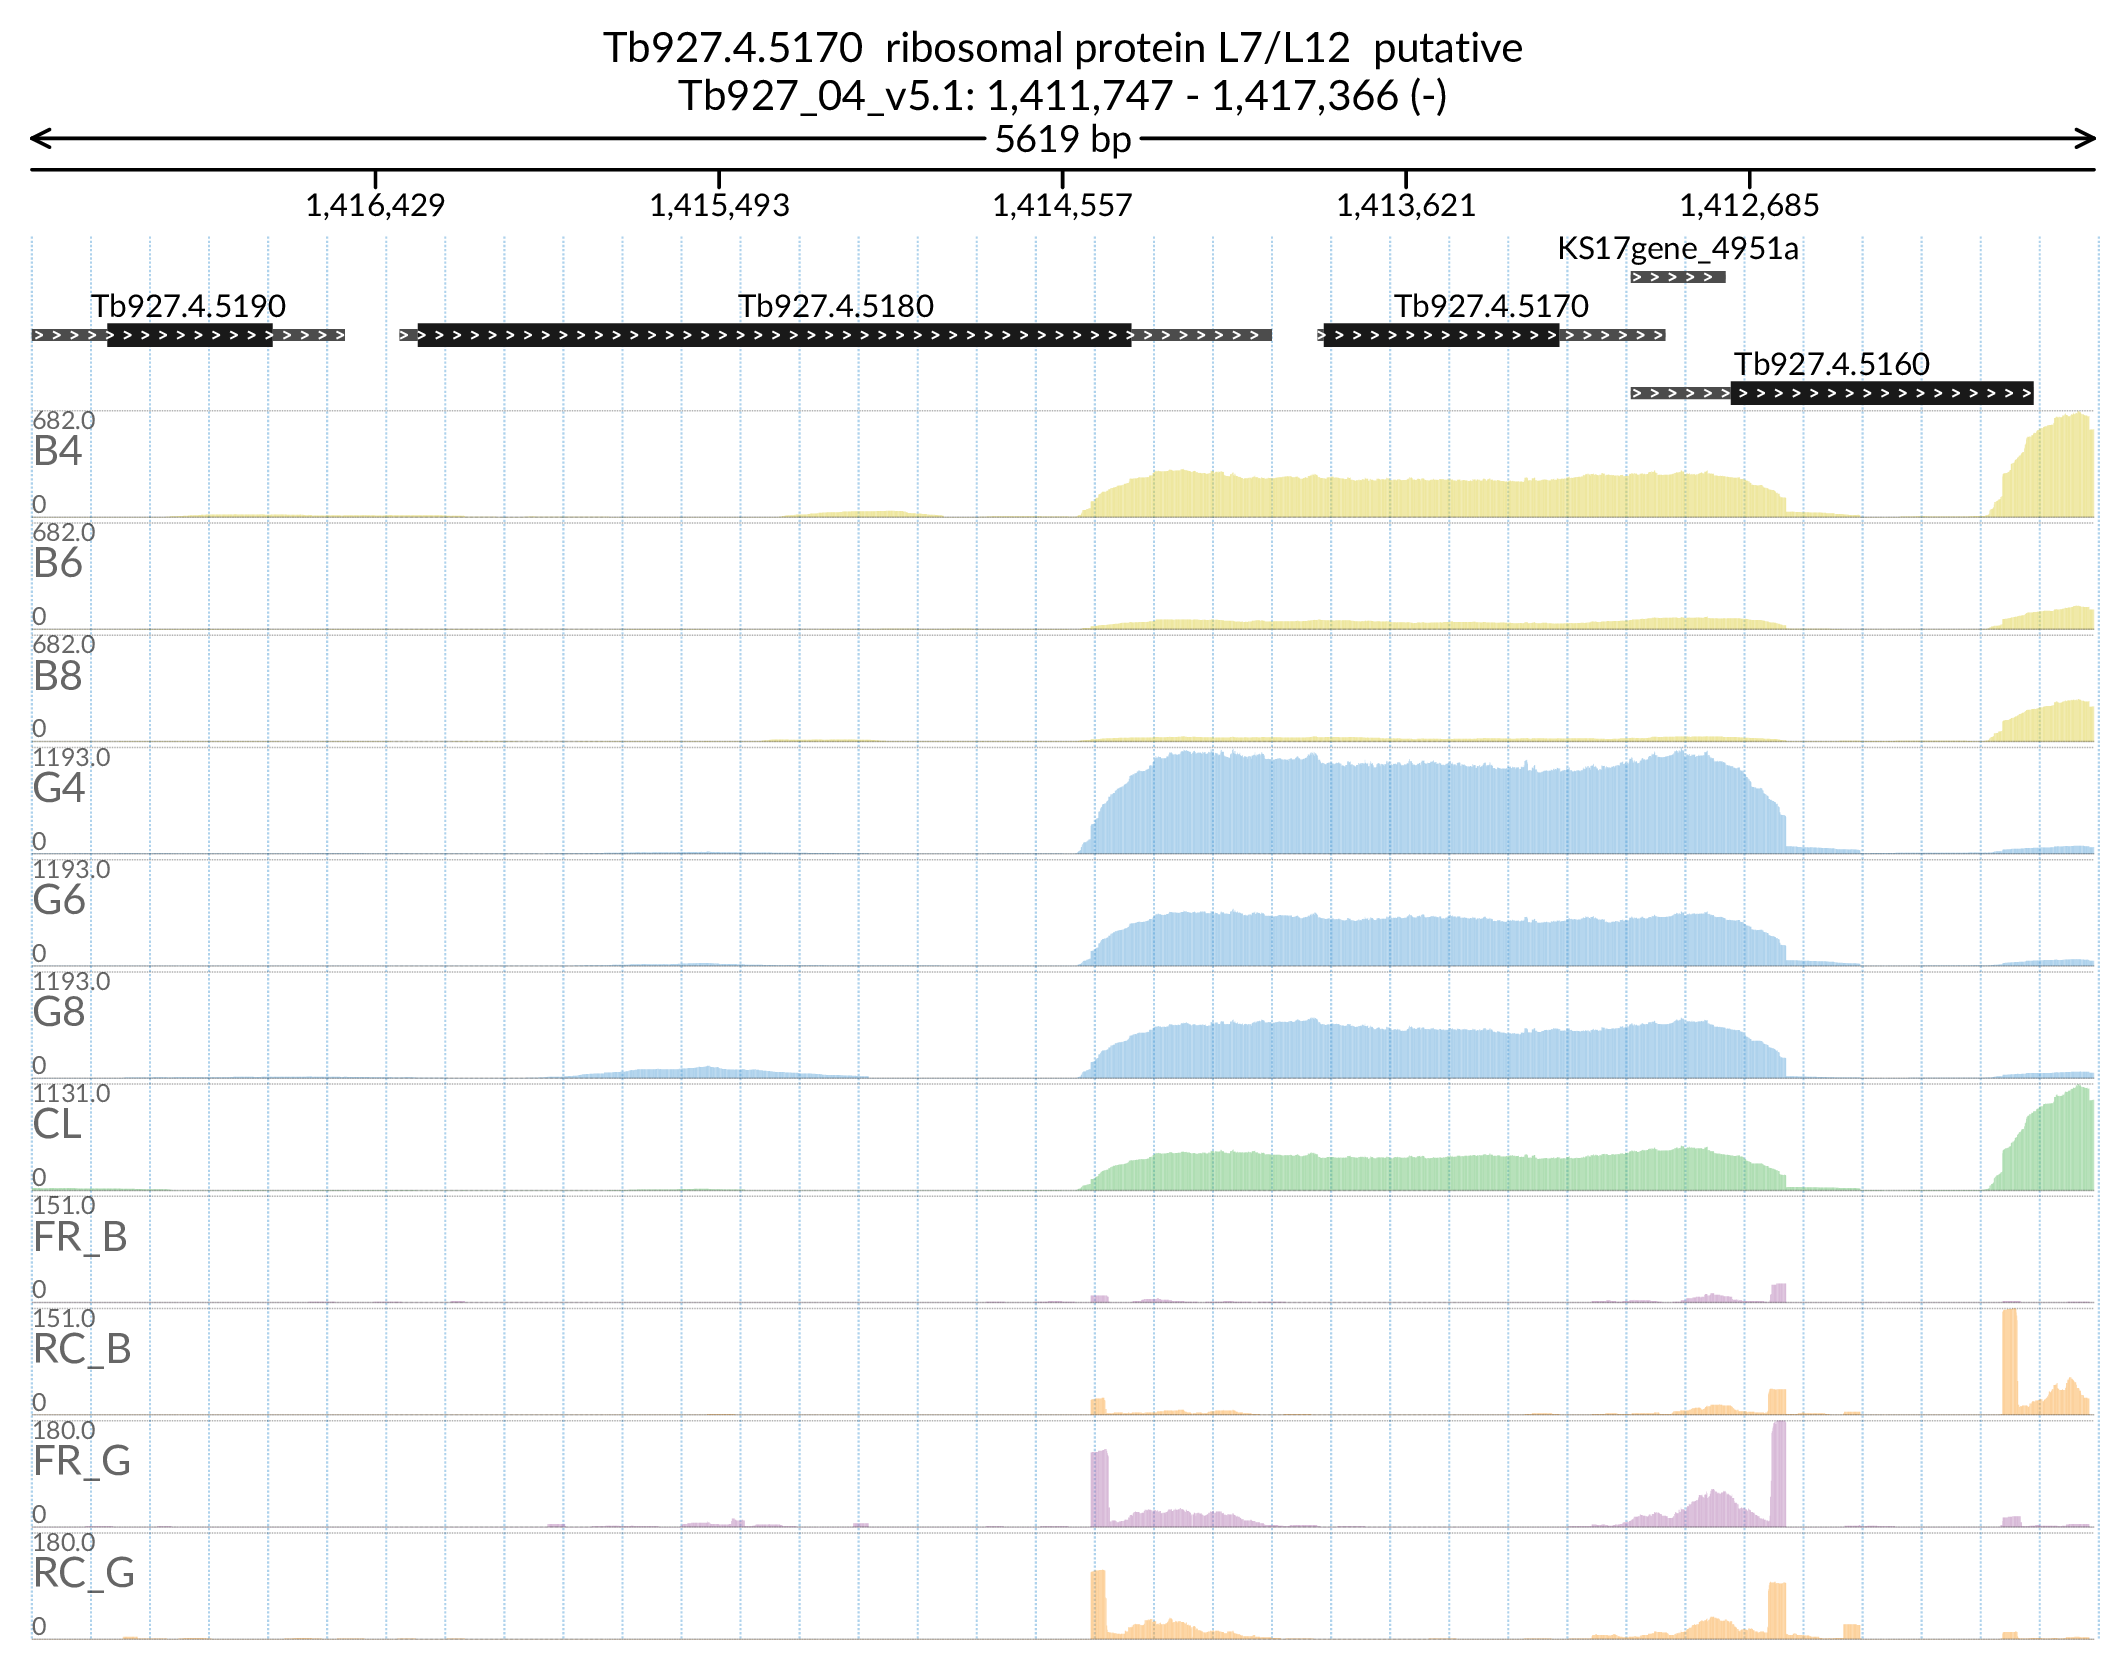 Tb927.4.5170  ribosomal protein L7/L12  putative
Tb927_04_v5.1: 1,411,747 - 1,417,366 (-)
5619 bp
1,416,429 1,415,493 1,414,557 1,413,621 1,412,685
KS17gene_4951a
Tb927.4.5190 Tb927.4.5180 Tb927.4.5170
Tb927.4.5160
682.0
B4
0
682.0
B6
0
682.0
B8
0
1193.0
G4
0
1193.0
G6
0
1193.0
G8
0
1131.0
CL
0
151.0
FR_B
0
151.0
RC_B
0
180.0
FR_G
0
180.0
RC_G
0